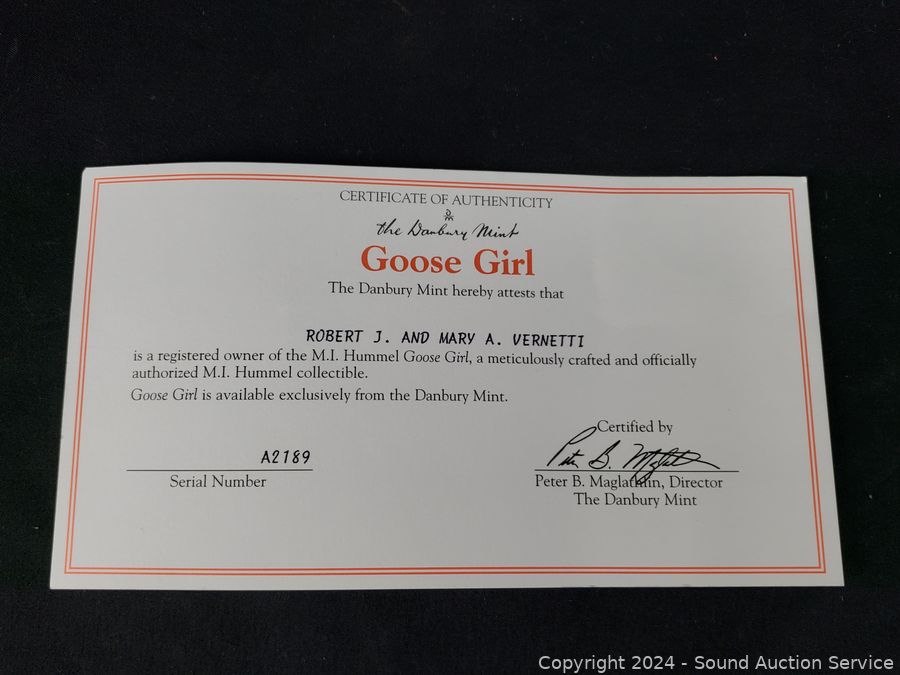 CERTIFICATE OF AUTHENTICITY
the Danbury Mint
Goose Girl
The Danbury Mint hereby attests that
ROBERT J. AND MARY A. VERNETTI
is a registered owner of the M.I. Hummel Goose Girl, a meticulously crafted and officially
authorized M.I. Hummel collectible.
Goose Girl is available exclusively from the Danbury Mint.
Certified by
Peter B. Maglathlin
A2189
Serial Number
Peter B. Maglathlin, Director
The Danbury Mint
Copyright 2024 - Sound Auction Service